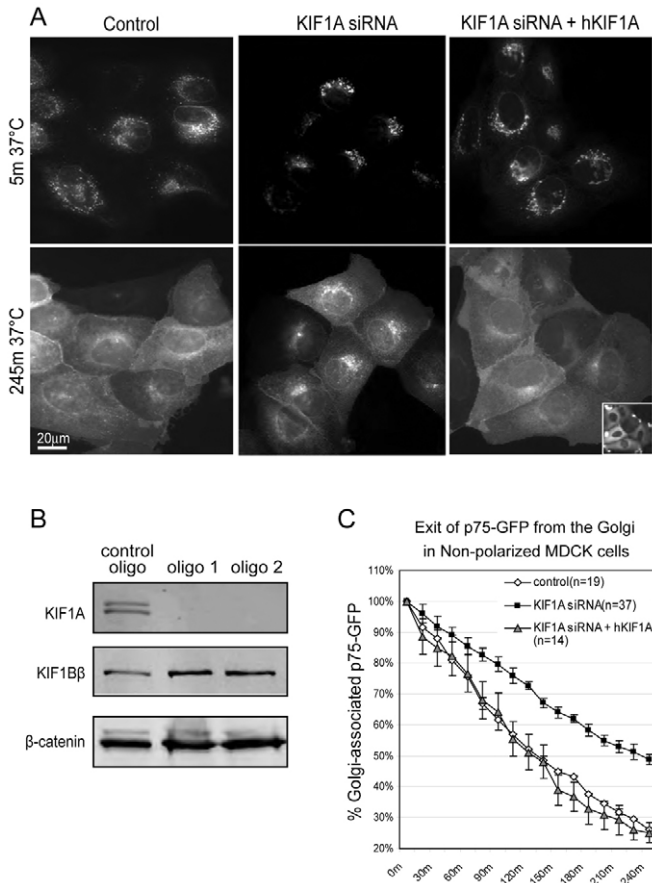 A
Control
KIF1A siRNA
KIF1A siRNA + hKIF1A
5m 37°C
245m 37°C
20µm
B
control
oligo
oligo 1
oligo 2
KIF1A
KIF1Bβ
β-catenin
C
Exit of p75-GFP from the Golgi
in Non-polarized MDCK cells
% Golgi-associated p75-GFP
110%
100%
90%
80%
70%
60%
50%
40%
30%
20%
control(n=19)
KIF1A siRNA(n=37)
KIF1A siRNA + hKIF1A
(n=14)
0m
30m
60m
90m
120m
150m
180m
210m
240m